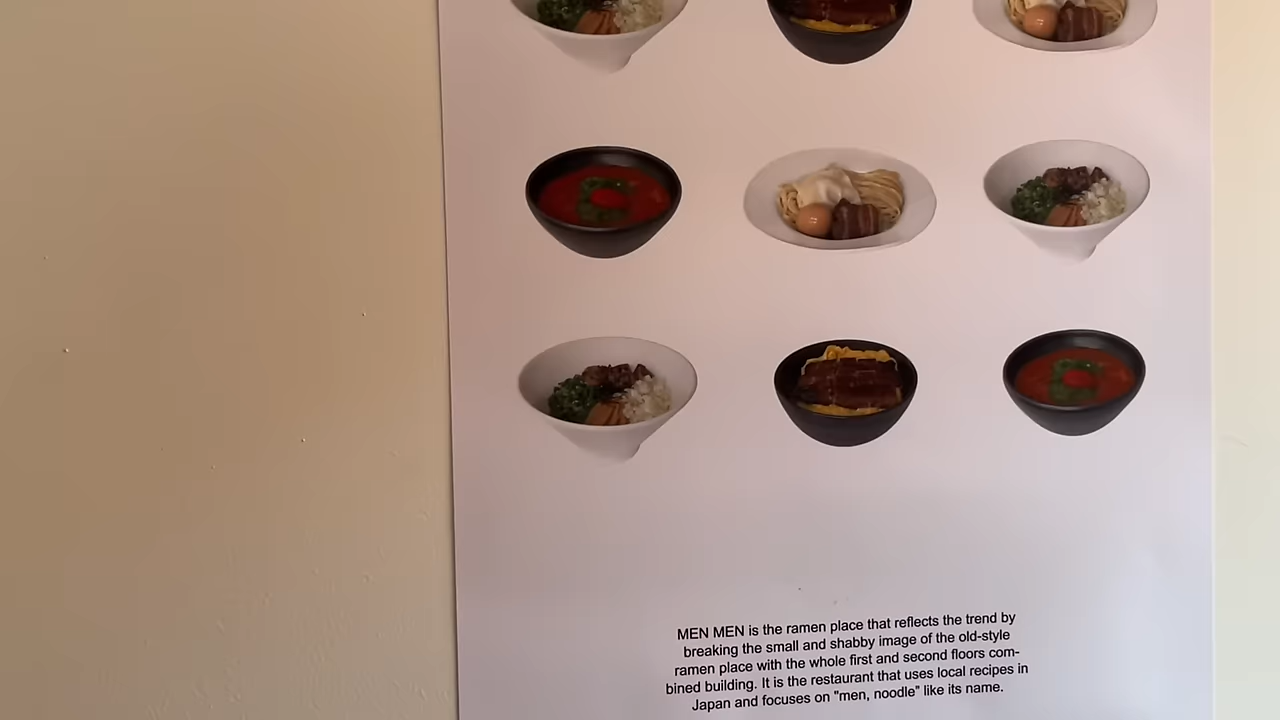 MEN MEN is the ramen place that reflects the trend by
breaking the small and shabby image of the old-style
ramen place with the whole first and second floors com-
bined building. It is the restaurant that uses local recipes in
Japan and focuses on "men, noodle" like its name.